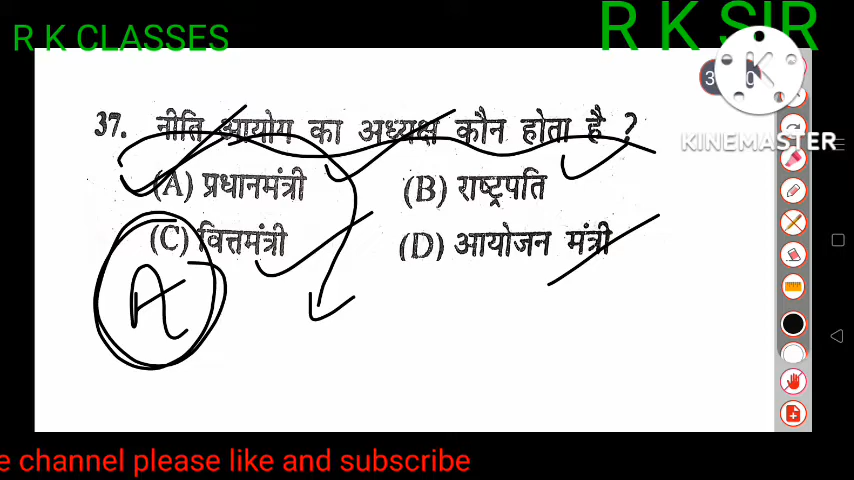 R K CLASSES
R K SIR
KINEMASTER
37. नीति आयोग का अध्यक्ष कौन होता है ?
(A) प्रधानमंत्री (B) राष्ट्रपति
(C) वित्तमंत्री (D) आयोजन मंत्री
A
e channel please like and subscribe